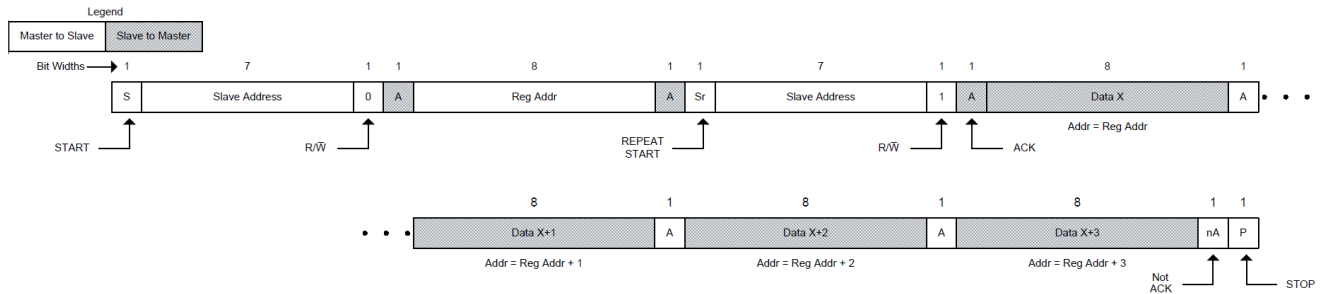 Legend
Master to Slave Slave to Master
Bit Widths 1 7 1 1 8 1 1 7 1 1 8 1
S Slave Address 0 A Reg Addr A Sr Slave Address 1 A Data X A • • •
Addr = Reg Addr
START R/W̅ REPEAT START R/W̅ ACK
8 1 8 1 8 1 1
• • • Data X+1 A Data X+2 A Data X+3 nA P
Addr = Reg Addr + 1 Addr = Reg Addr + 2 Addr = Reg Addr + 3
Not ACK STOP